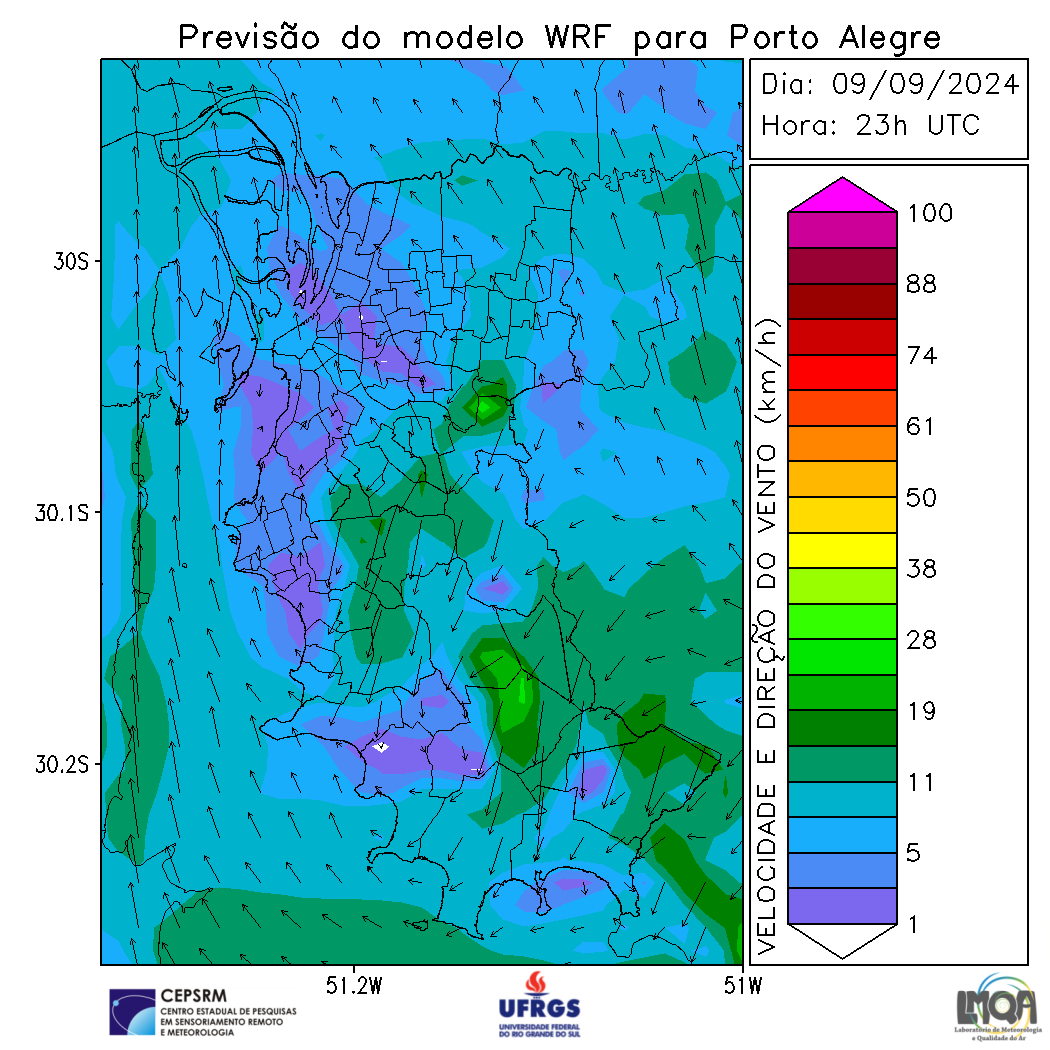 Previsão do modelo WRF para Porto Alegre
Dia: 09/09/2024
Hora: 23h UTC
30S
30.1S
30.2S
51.2W
51W
VELOCIDADE E DIREÇÃO DO VENTO (km/h)
100
88
74
61
50
38
28
19
11
5
1
CEPSRM
CENTRO ESTADUAL DE PESQUISAS
EM SENSORIAMENTO REMOTO
E METEOROLOGIA
UFRGS
UNIVERSIDADE FEDERAL
DO RIO GRANDE DO SUL
LMQA
Laboratório de Meteorologia
e Qualidade do Ar